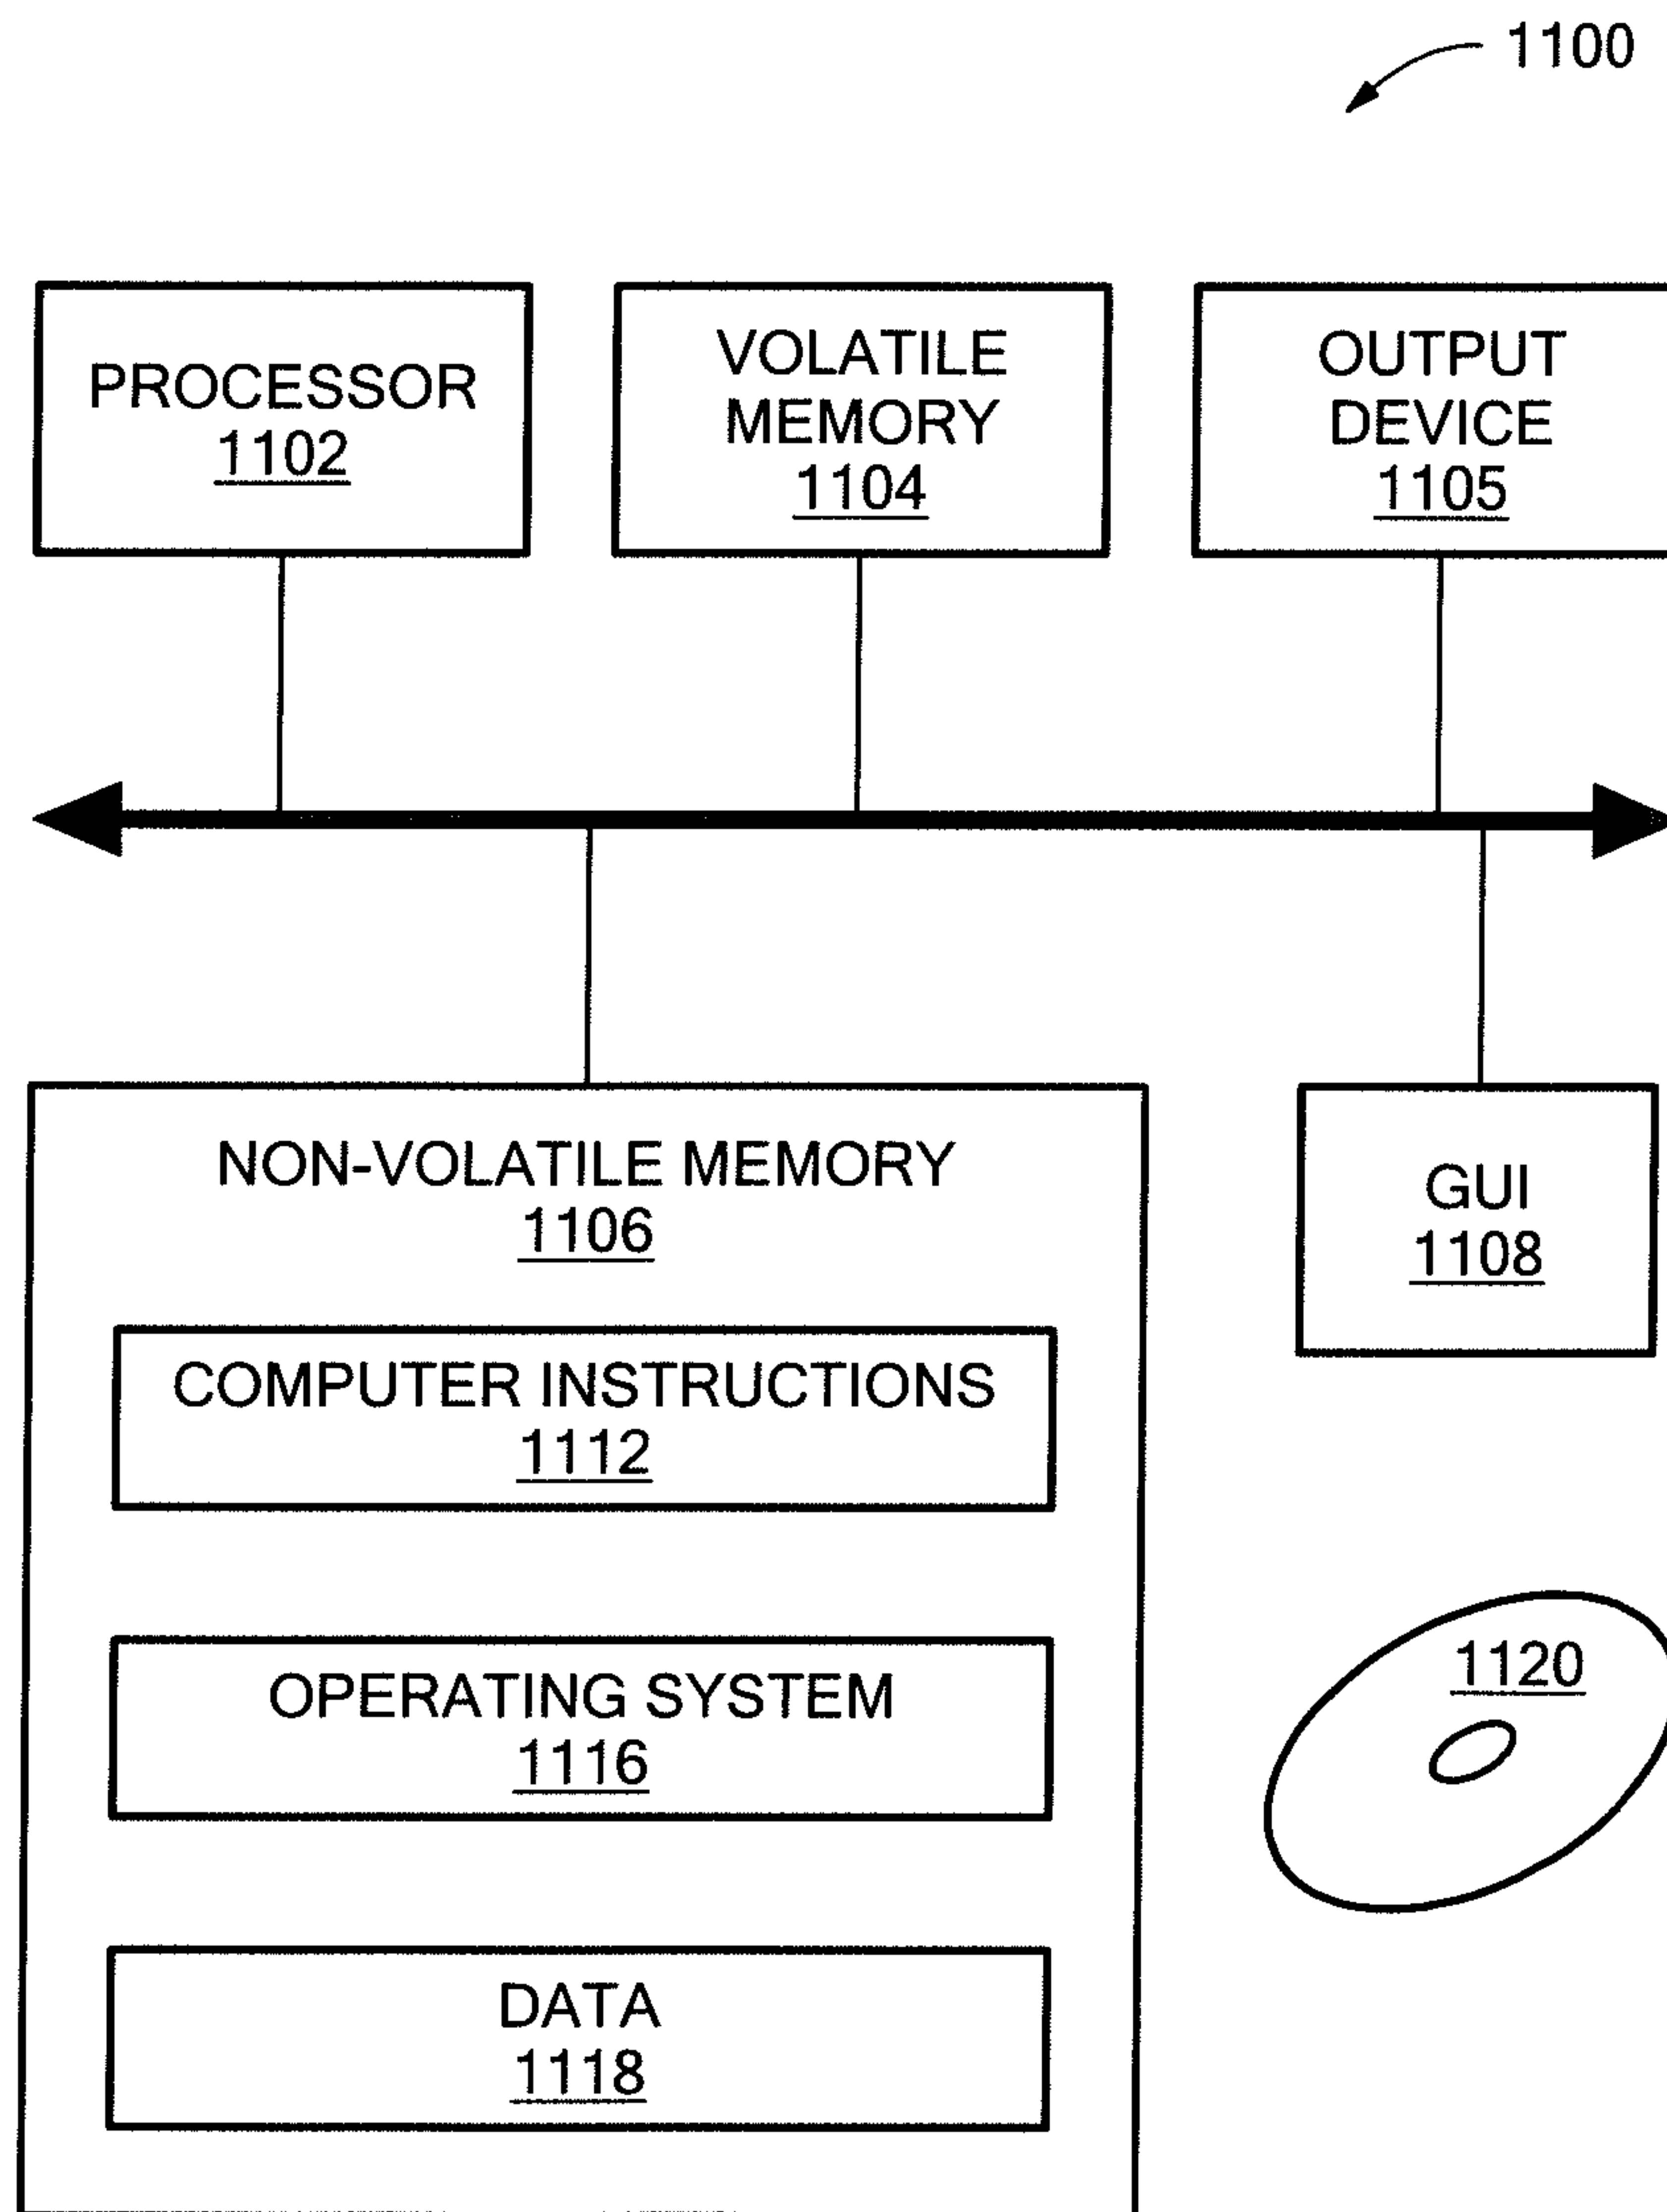 1100
PROCESSOR
1102
VOLATILE
MEMORY
1104
OUTPUT
DEVICE
1105
NON-VOLATILE MEMORY
1106
GUI
1108
COMPUTER INSTRUCTIONS
1112
OPERATING SYSTEM
1116
1120
DATA
1118